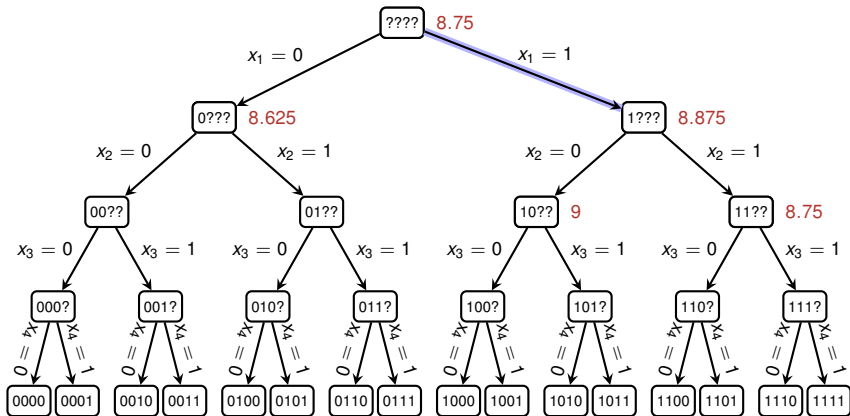 ???? 8.75
x₁ = 0 x₁ = 1
0??? 8.625 1??? 8.875
x₂ = 0 x₂ = 1 x₂ = 0 x₂ = 1
00?? 01?? 10?? 9 11?? 8.75
x₃ = 0 x₃ = 1 x₃ = 0 x₃ = 1 x₃ = 0 x₃ = 1 x₃ = 0 x₃ = 1
000? 001? 010? 011? 100? 101? 110? 111?
x₄ = 0 x₄ = 1 x₄ = 0 x₄ = 1 x₄ = 0 x₄ = 1 x₄ = 0 x₄ = 1 x₄ = 0 x₄ = 1 x₄ = 0 x₄ = 1 x₄ = 0 x₄ = 1 x₄ = 0 x₄ = 1
0000 0001 0010 0011 0100 0101 0110 0111 1000 1001 1010 1011 1100 1101 1110 1111